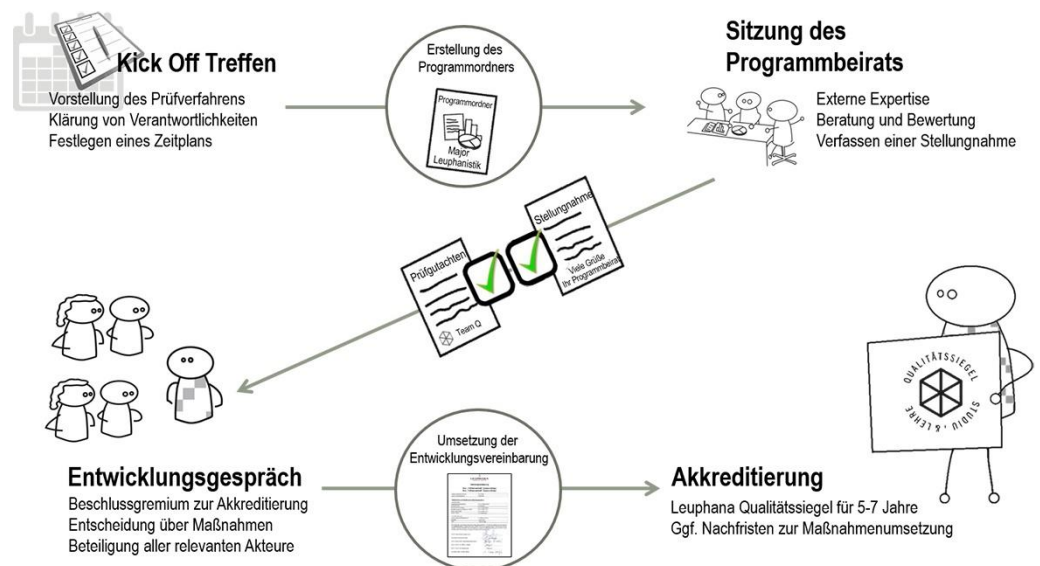 Kick Off Treffen
Vorstellung des Prüfverfahrens
Klärung von Verantwortlichkeiten
Festlegen eines Zeitplans
Erstellung des
Programmordners
Programmordner
Major
Leuphanistik
Sitzung des
Programmbeirats
Externe Expertise
Beratung und Bewertung
Verfassen einer Stellungnahme
Stellungnahme
Viele Grüße
Ihr Programmbeirat
Prüfgutachten
Team Q
Entwicklungsgespräch
Beschlussgremium zur Akkreditierung
Entscheidung über Maßnahmen
Beteiligung aller relevanten Akteure
Umsetzung der
Entwicklungsvereinbarung
Akkreditierung
Leuphana Qualitätssiegel für 5-7 Jahre
Ggf. Nachfristen zur Maßnahmenumsetzung
QUALITÄTSSIEGEL
& LEHRE